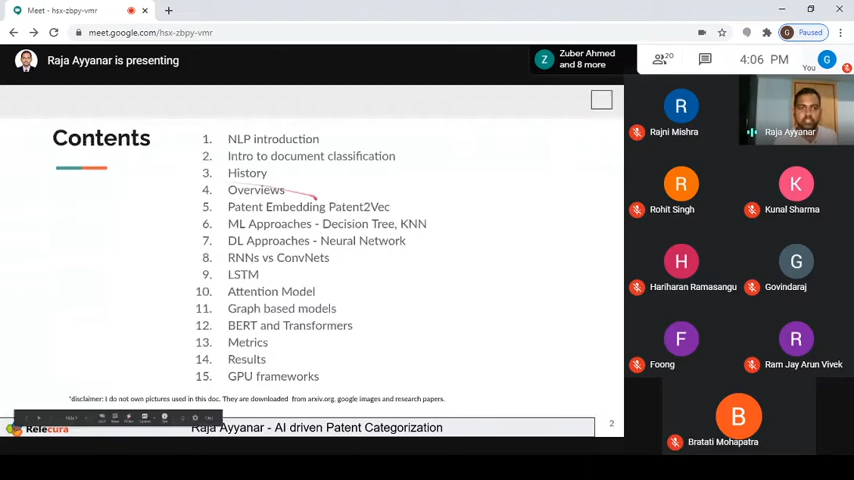 Meet - hsx-zbpy-vmr
meet.google.com/hsx-zbpy-vmr
Paused
Raja Ayyanar is presenting
Zuber Ahmed
and 8 more
20
4:06 PM
You
G
Contents
1. NLP introduction
2. Intro to document classification
3. History
4. Overviews
5. Patent Embedding Patent2Vec
6. ML Approaches - Decision Tree, KNN
7. DL Approaches - Neural Network
8. RNNs vs ConvNets
9. LSTM
10. Attention Model
11. Graph based models
12. BERT and Transformers
13. Metrics
14. Results
15. GPU frameworks
*disclaimer: I do not own pictures used in this doc. They are downloaded from arxiv.org, google images and research papers.
Relecura
Raja Ayyanar - AI driven Patent Categorization
2
R
Rajni Mishra
Raja Ayyanar
R
Rohit Singh
K
Kunal Sharma
H
Hariharan Ramasangu
G
Govindaraj
F
Foong
R
Ram Jay Arun Vivek
B
Bratati Mohapatra